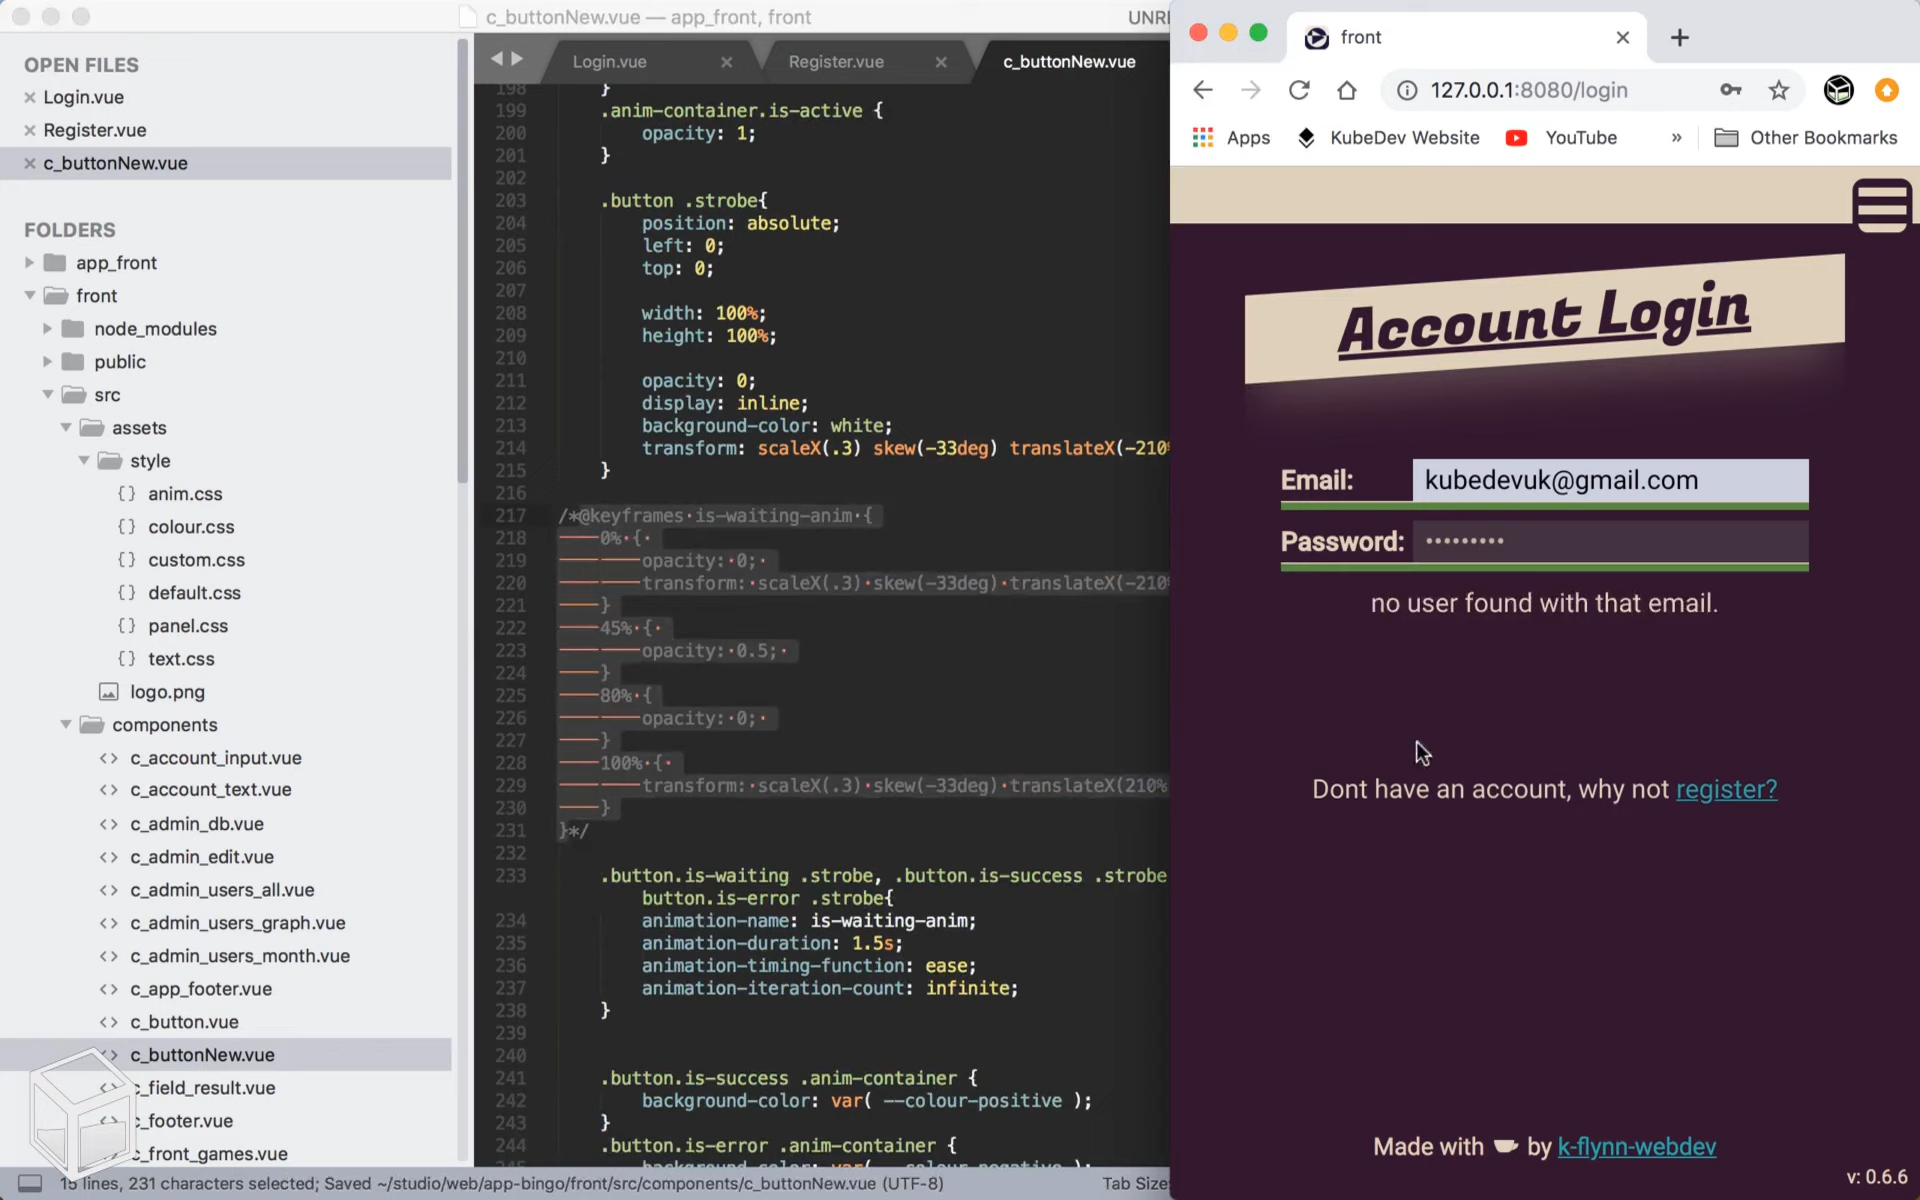 c_buttonNew.vue — app_front, front
UNRE
OPEN FILES
Login.vue
Register.vue
c_buttonNew.vue
FOLDERS
app_front
front
node_modules
public
src
assets
style
anim.css
colour.css
custom.css
default.css
panel.css
text.css
logo.png
components
c_account_input.vue
c_account_text.vue
c_admin_db.vue
c_admin_edit.vue
c_admin_users_all.vue
c_admin_users_graph.vue
c_admin_users_month.vue
c_app_footer.vue
c_button.vue
c_buttonNew.vue
c_field_result.vue
c_footer.vue
c_front_games.vue
Login.vue
Register.vue
c_buttonNew.vue
198 }
199 .anim-container.is-active {
200 opacity: 1;
201 }
202
203 .button .strobe{
204 position: absolute;
205 left: 0;
206 top: 0;
207
208 width: 100%;
209 height: 100%;
210
211 opacity: 0;
212 display: inline;
213 background-color: white;
214 transform: scaleX(.3) skew(-33deg) translateX(-210%
215 }
216
217 /*@keyframes is-waiting-anim {
218 0% {
219 opacity: 0;
220 transform: scaleX(.3) skew(-33deg) translateX(-210%
221 }
222 45% {
223 opacity: 0.5;
224 }
225 80% {
226 opacity: 0;
227 }
228 100% {
229 transform: scaleX(.3) skew(-33deg) translateX(210%
230 }
231 }*/
232
233 .button.is-waiting .strobe, .button.is-success .strobe
button.is-error .strobe{
234 animation-name: is-waiting-anim;
235 animation-duration: 1.5s;
236 animation-timing-function: ease;
237 animation-iteration-count: infinite;
238 }
239
240
241 .button.is-success .anim-container {
242 background-color: var( --colour-positive );
243 }
244 .button.is-error .anim-container {
15 lines, 231 characters selected; Saved ~/studio/web/app-bingo/front/src/components/c_buttonNew.vue (UTF-8)
Tab Size:
front
127.0.0.1:8080/login
Apps
KubeDev Website
YouTube
»
Other Bookmarks
Account Login
Email: kubedevuk@gmail.com
Password: •••••••••
no user found with that email.
Dont have an account, why not register?
Made with by k-flynn-webdev
v: 0.6.6